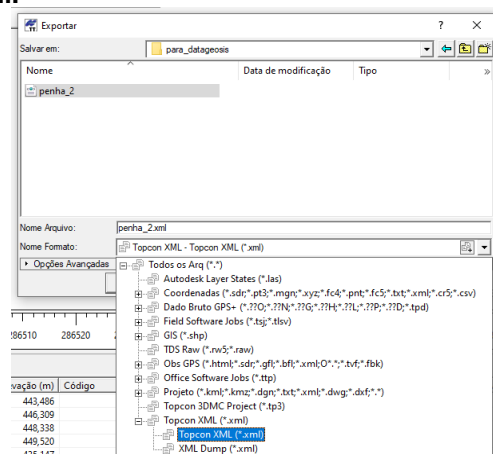 Exportar ? ×
Salvar em: para_datageosis
Nome Data de modificação Tipo »
penha_2
Nome Arquivo: penha_2.xml
Nome Formato: Topcon XML - Topcon XML (*.xml)
Opções Avançadas
Todos os Arq (*.*)
Autodesk Layer States (*.las)
Coordenadas (*.sdr;*.pt3;*.mgn;*.xyz;*.fc4;*.pnt;*.fc5;*.txt;*.xml;*.cr5;*.csv)
Dado Bruto GPS+ (*.??O;*.??N;*.??G;*.??H;*.??L;*.??P;*.??D;*.tpd)
Field Software Jobs (*.tsj;*.tlsv)
GIS (*.shp)
TDS Raw (*.rw5;*.raw)
Obs GPS (*.html;*.sdr;*.gfl;*.bfl;*.xml;O*.*;*.tvf;*.fbk)
Office Software Jobs (*.ttp)
Projeto (*.kml;*.kmz;*.dgn;*.txt;*.xml;*.dwg;*.dxf;*.*)
Topcon 3DMC Project (*.tp3)
Topcon XML (*.xml)
Topcon XML (*.xml)
XML Dump (*.xml)
286510 286520
vação (m) Código
443,486
446,309
448,338
449,520